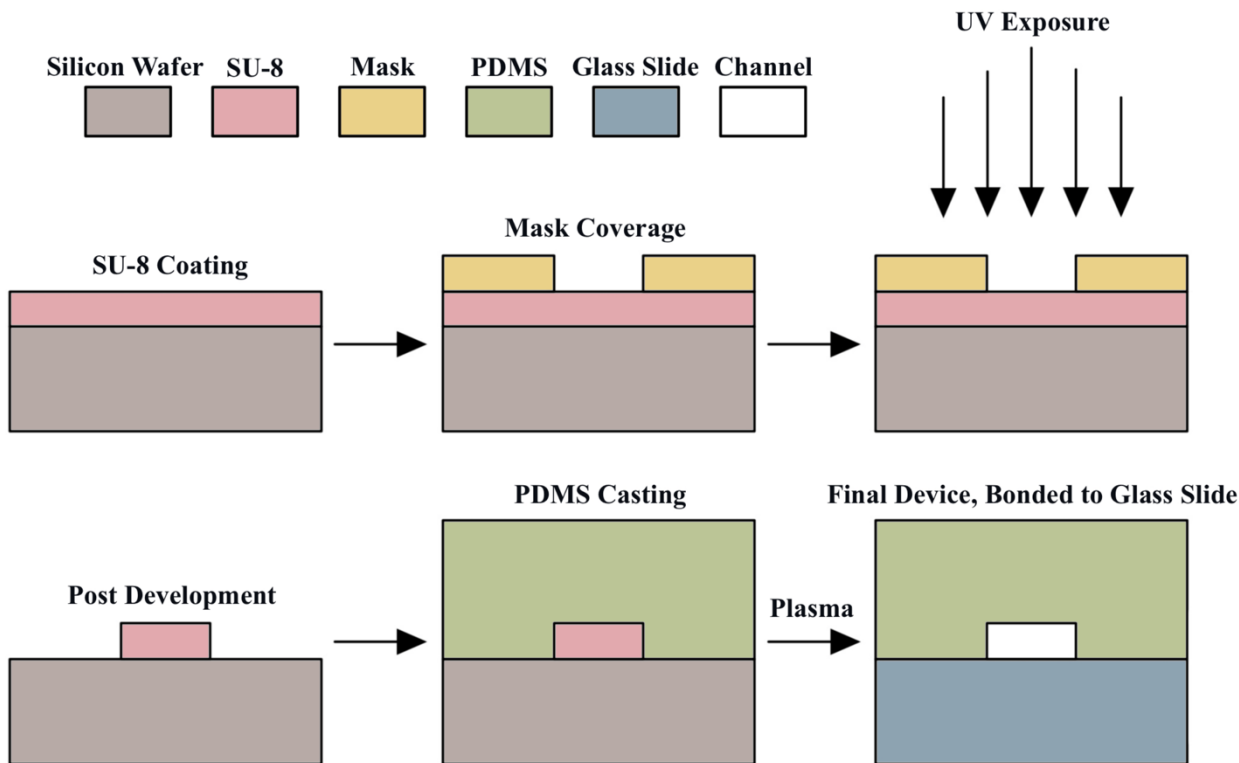 UV Exposure
Silicon Wafer SU-8 Mask PDMS Glass Slide Channel
Mask Coverage
SU-8 Coating
PDMS Casting Final Device, Bonded to Glass Slide
Post Development
Plasma